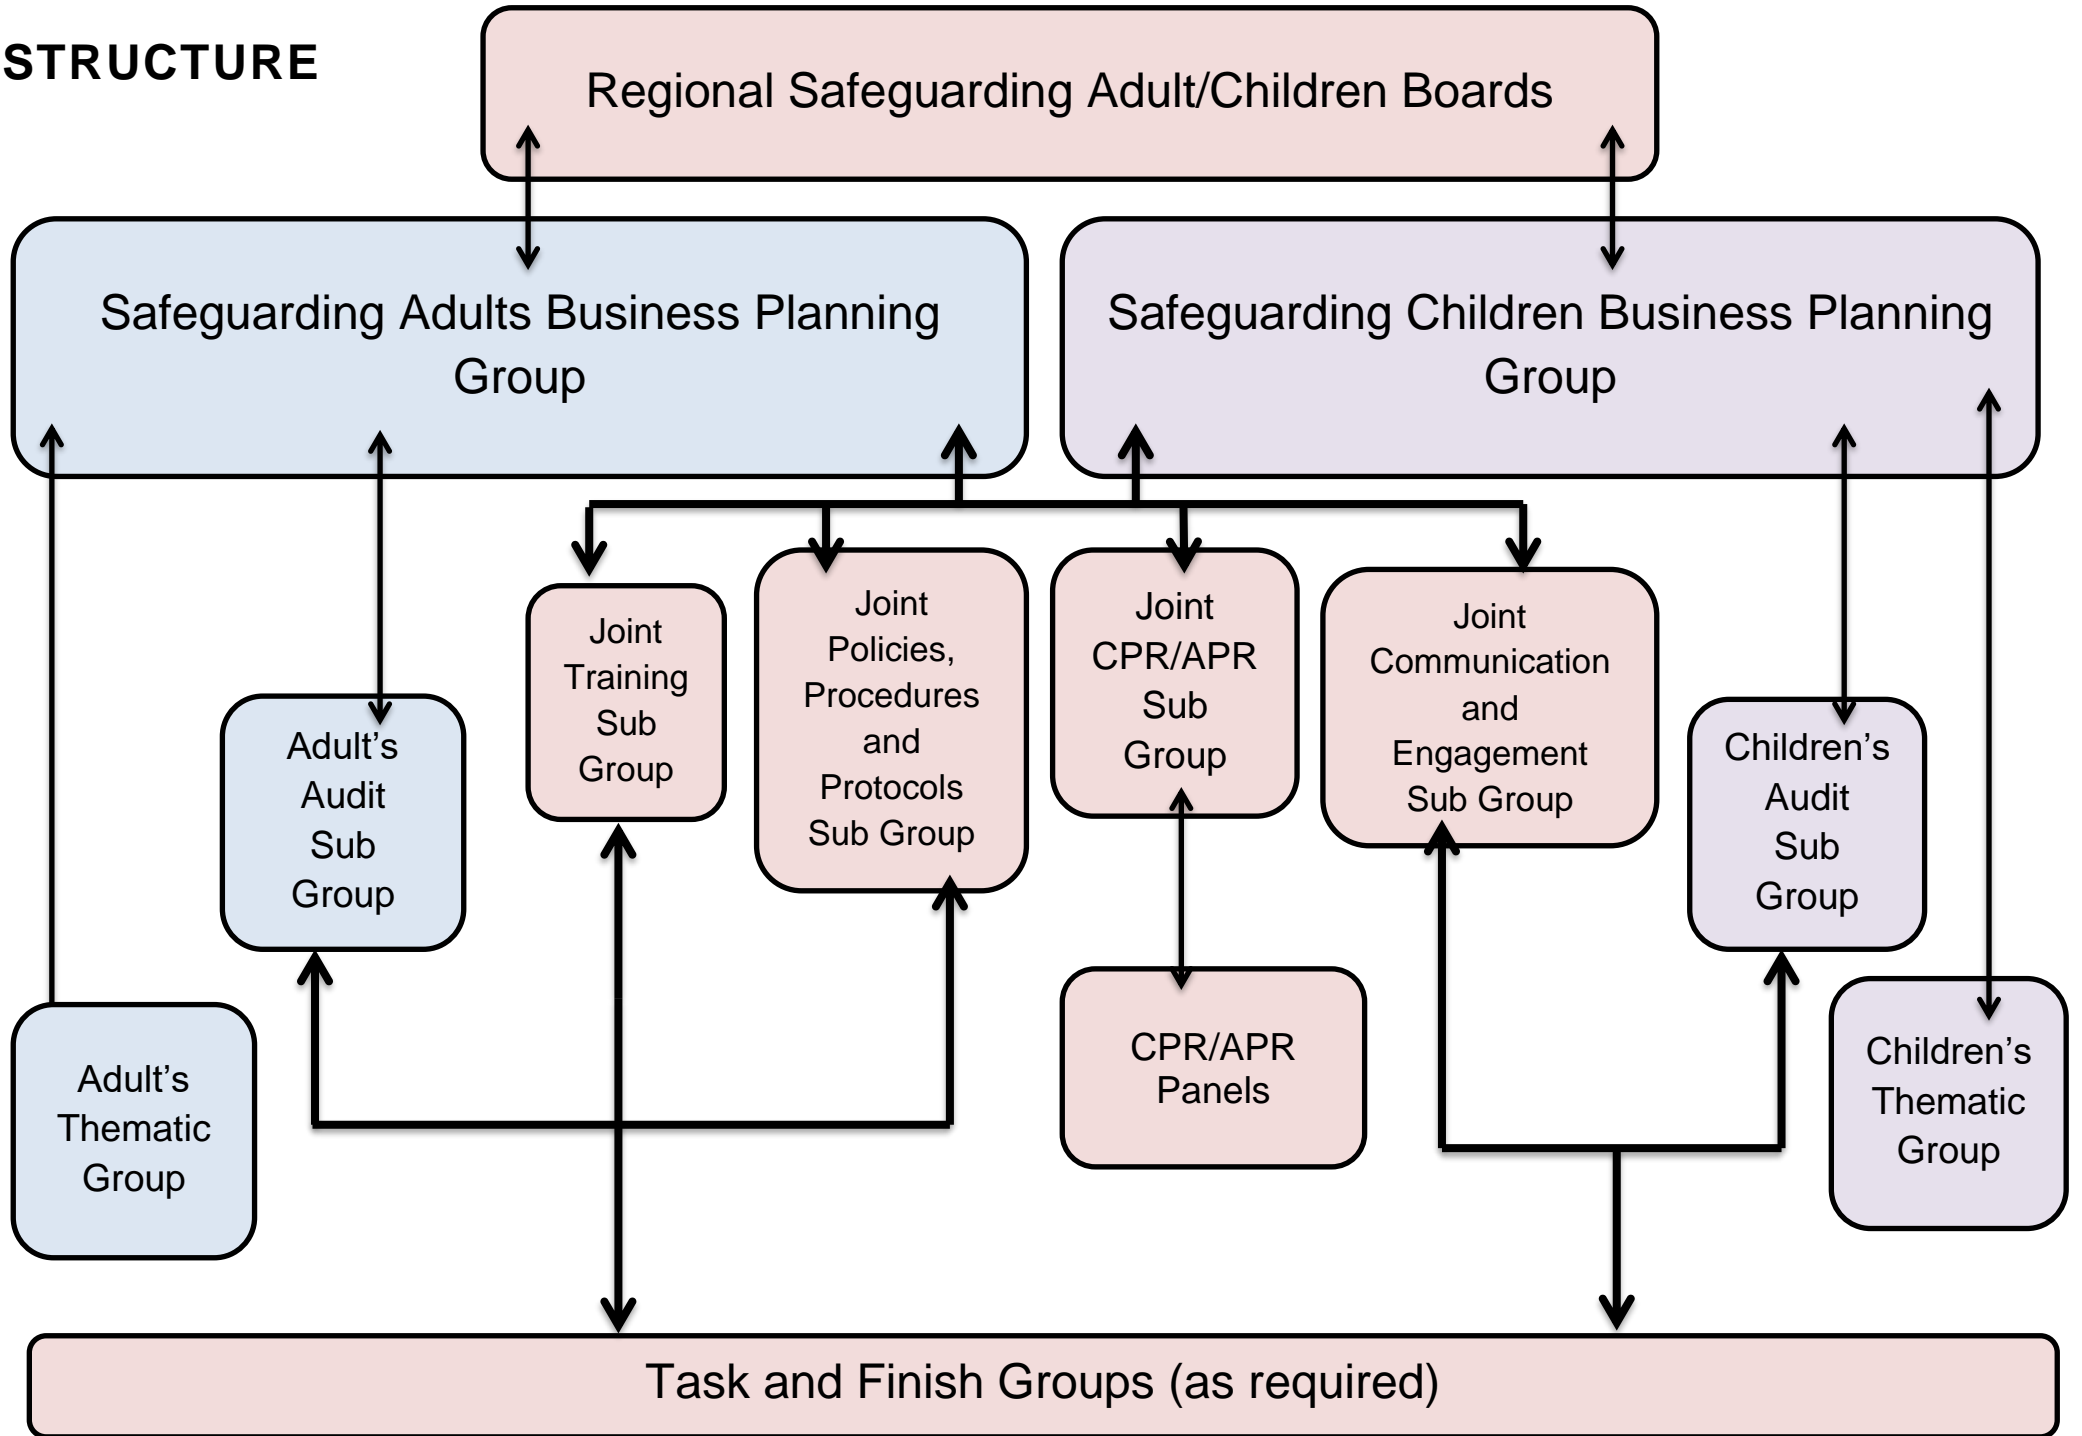 STRUCTURE
Regional Safeguarding Adult/Children Boards
Safeguarding Adults Business Planning
Group
Safeguarding Children Business Planning
Group
Joint
Training
Sub
Group
Joint
Policies,
Procedures
and
Protocols
Sub Group
Joint
CPR/APR
Sub
Group
Joint
Communication
and
Engagement
Sub Group
Adult’s
Audit
Sub
Group
Children’s
Audit
Sub
Group
Adult’s
Thematic
Group
CPR/APR
Panels
Children’s
Thematic
Group
Task and Finish Groups (as required)